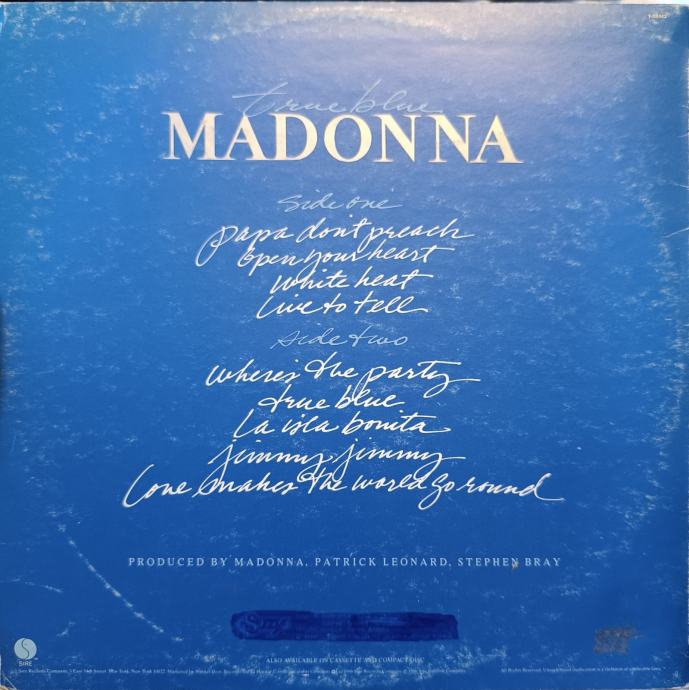 true blue
MADONNA
side one
papa don't preach
open your heart
white heat
live to tell
side two
where's the party
true blue
la isla bonita
jimmy jimmy
love makes the world go round
PRODUCED BY MADONNA, PATRICK LEONARD, STEPHEN BRAY
ALSO AVAILABLE ON CASSETTE AND COMPACT DISC
SIRE